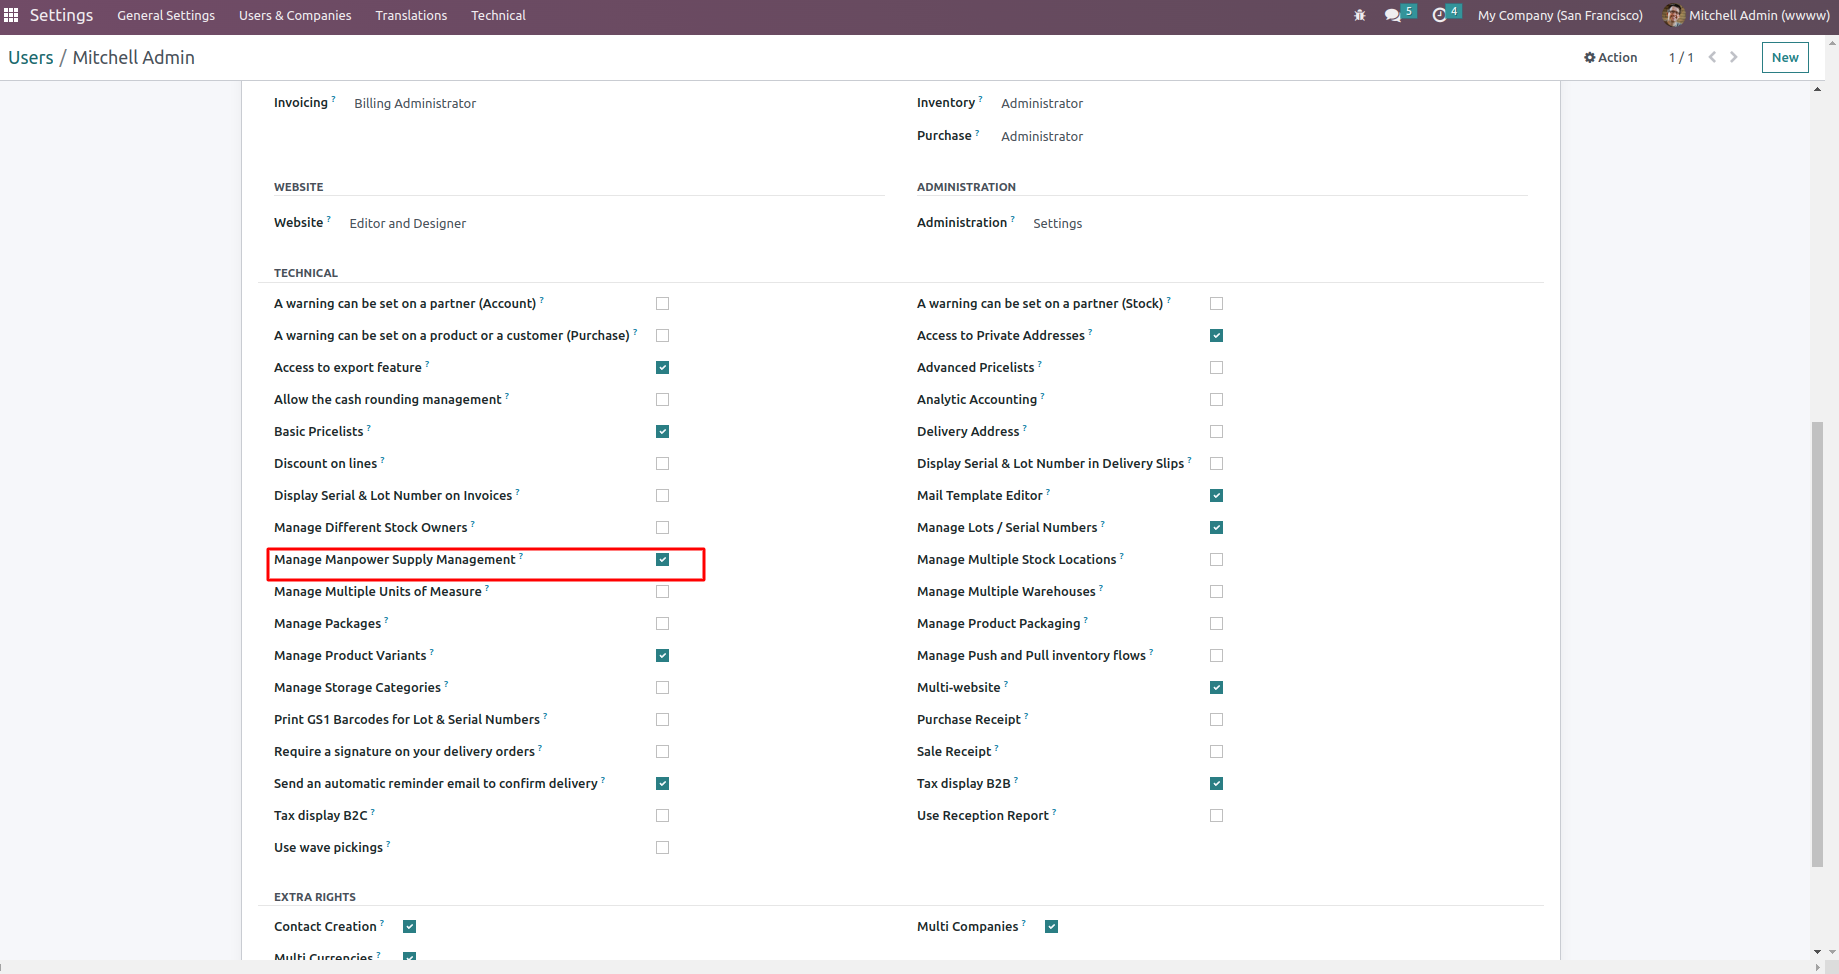 Settings General Settings Users & Companies Translations Technical 5 4 My Company (San Francisco) Mitchell Admin (wwww)
Users / Mitchell Admin Action 1 / 1 New
Invoicing ? Billing Administrator Inventory ? Administrator
Purchase ? Administrator
WEBSITE ADMINISTRATION
Website ? Editor and Designer Administration ? Settings
TECHNICAL
A warning can be set on a partner (Account) ? A warning can be set on a partner (Stock) ?
A warning can be set on a product or a customer (Purchase) ? Access to Private Addresses ?
Access to export feature ? Advanced Pricelists ?
Allow the cash rounding management ? Analytic Accounting ?
Basic Pricelists ? Delivery Address ?
Discount on lines ? Display Serial & Lot Number in Delivery Slips ?
Display Serial & Lot Number on Invoices ? Mail Template Editor ?
Manage Different Stock Owners ? Manage Lots / Serial Numbers ?
Manage Manpower Supply Management ? Manage Multiple Stock Locations ?
Manage Multiple Units of Measure ? Manage Multiple Warehouses ?
Manage Packages ? Manage Product Packaging ?
Manage Product Variants ? Manage Push and Pull inventory flows ?
Manage Storage Categories ? Multi-website ?
Print GS1 Barcodes for Lot & Serial Numbers ? Purchase Receipt ?
Require a signature on your delivery orders ? Sale Receipt ?
Send an automatic reminder email to confirm delivery ? Tax display B2B ?
Tax display B2C ? Use Reception Report ?
Use wave pickings ?
EXTRA RIGHTS
Contact Creation ? Multi Companies ?
Multi Currencies ?